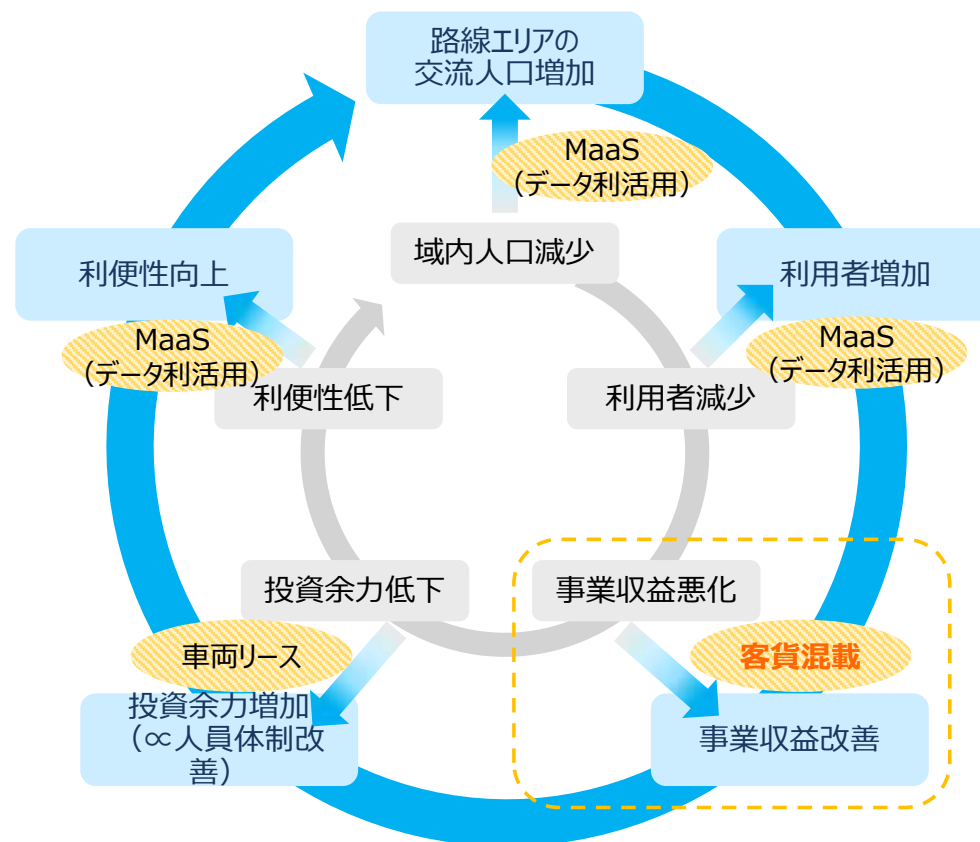 路線エリアの
交流人口増加
MaaS
（データ利活用）
域内人口減少
利便性向上
利用者増加
MaaS
（データ利活用）
MaaS
（データ利活用）
利便性低下
利用者減少
投資余力低下
事業収益悪化
車両リース
客貨混載
投資余力増加
（∝人員体制改
善）
事業収益改善